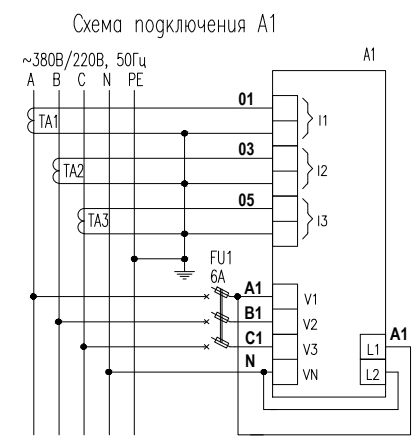 Схема подключения А1
~380В/220В, 50Гц
A B C N PE
А1
01
TA1
I1
03
TA2
I2
05
TA3
I3
FU1
6А
A1
V1
B1
V2
C1
V3
A1
L1
N
VN
L2